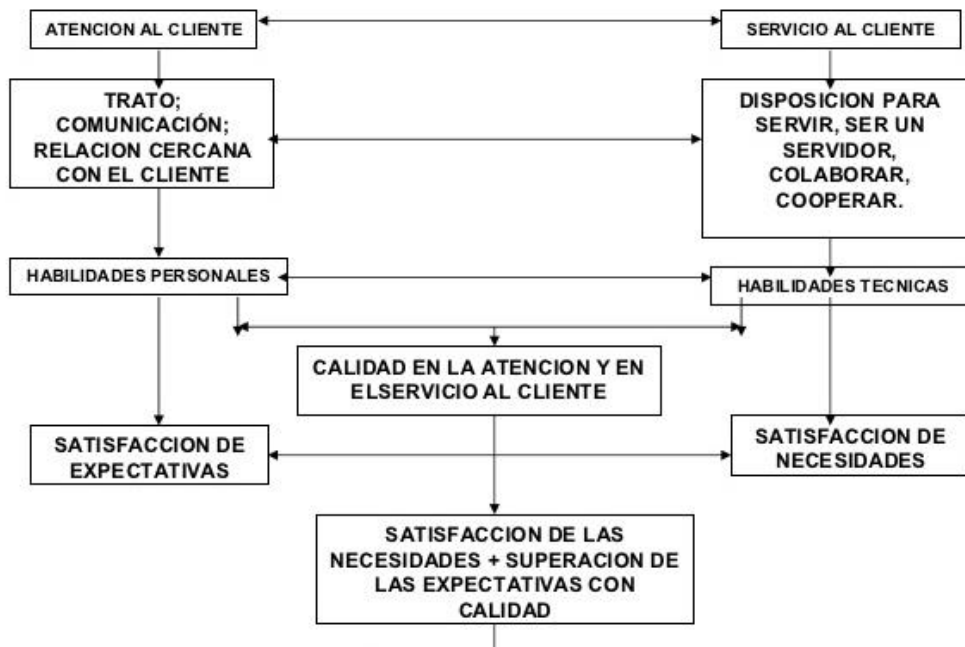 ATENCION AL CLIENTE
SERVICIO AL CLIENTE
TRATO;
COMUNICACIÓN;
RELACION CERCANA
CON EL CLIENTE
DISPOSICION PARA
SERVIR, SER UN
SERVIDOR,
COLABORAR,
COOPERAR.
HABILIDADES PERSONALES
HABILIDADES TECNICAS
CALIDAD EN LA ATENCION Y EN
ELSERVICIO AL CLIENTE
SATISFACCION DE
EXPECTATIVAS
SATISFACCION DE
NECESIDADES
SATISFACCION DE LAS
NECESIDADES + SUPERACION DE
LAS EXPECTATIVAS CON
CALIDAD